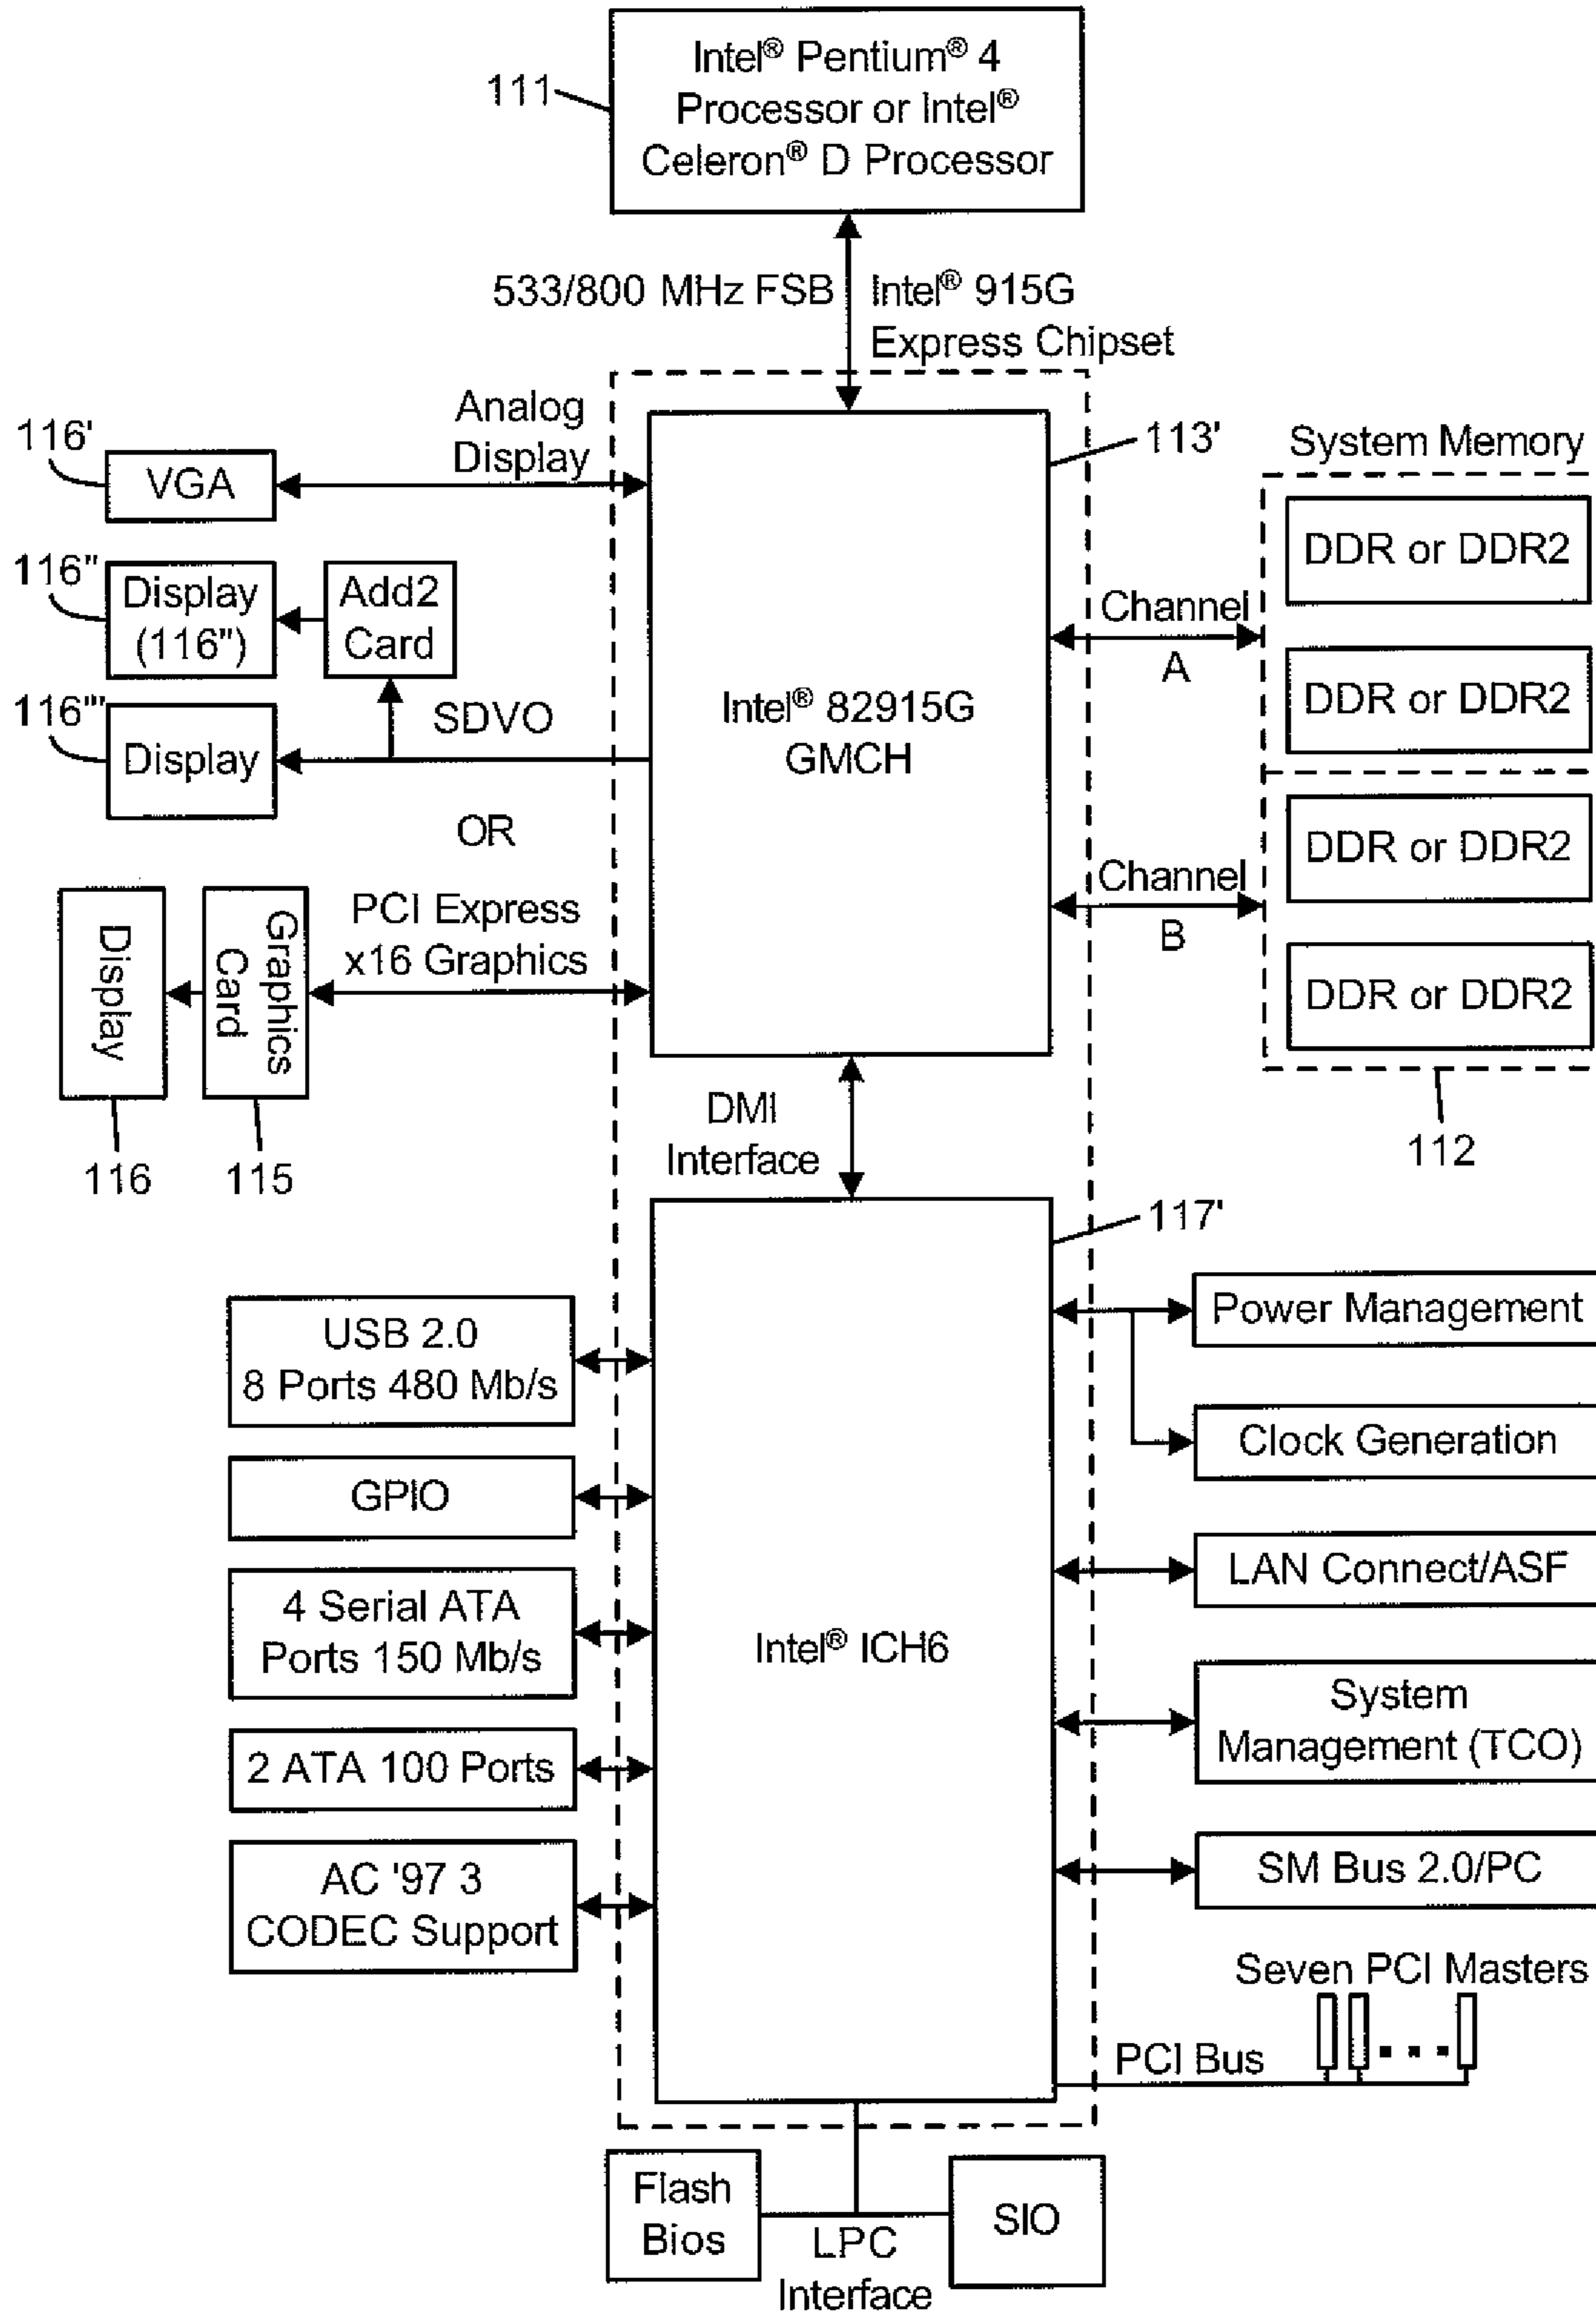 Intel® Pentium® 4
Processor or Intel®
Celeron® D Processor
111
533/800 MHz FSB
Intel® 915G
Express Chipset
Analog
Display
116'
VGA
113'
System Memory
DDR or DDR2
116"
Display
(116")
Add2
Card
Channel
A
DDR or DDR2
116'"
Display
SDVO
Intel® 82915G
GMCH
OR
DDR or DDR2
Channel
B
PCI Express
x16 Graphics
Display
Graphics
Card
DDR or DDR2
116
115
DMI
Interface
112
117'
Power Management
USB 2.0
8 Ports 480 Mb/s
Clock Generation
GPIO
LAN Connect/ASF
4 Serial ATA
Ports 150 Mb/s
Intel® ICH6
System
Management (TCO)
2 ATA 100 Ports
SM Bus 2.0/PC
AC '97 3
CODEC Support
Seven PCI Masters
PCI Bus
Flash
Bios
LPC
Interface
SIO